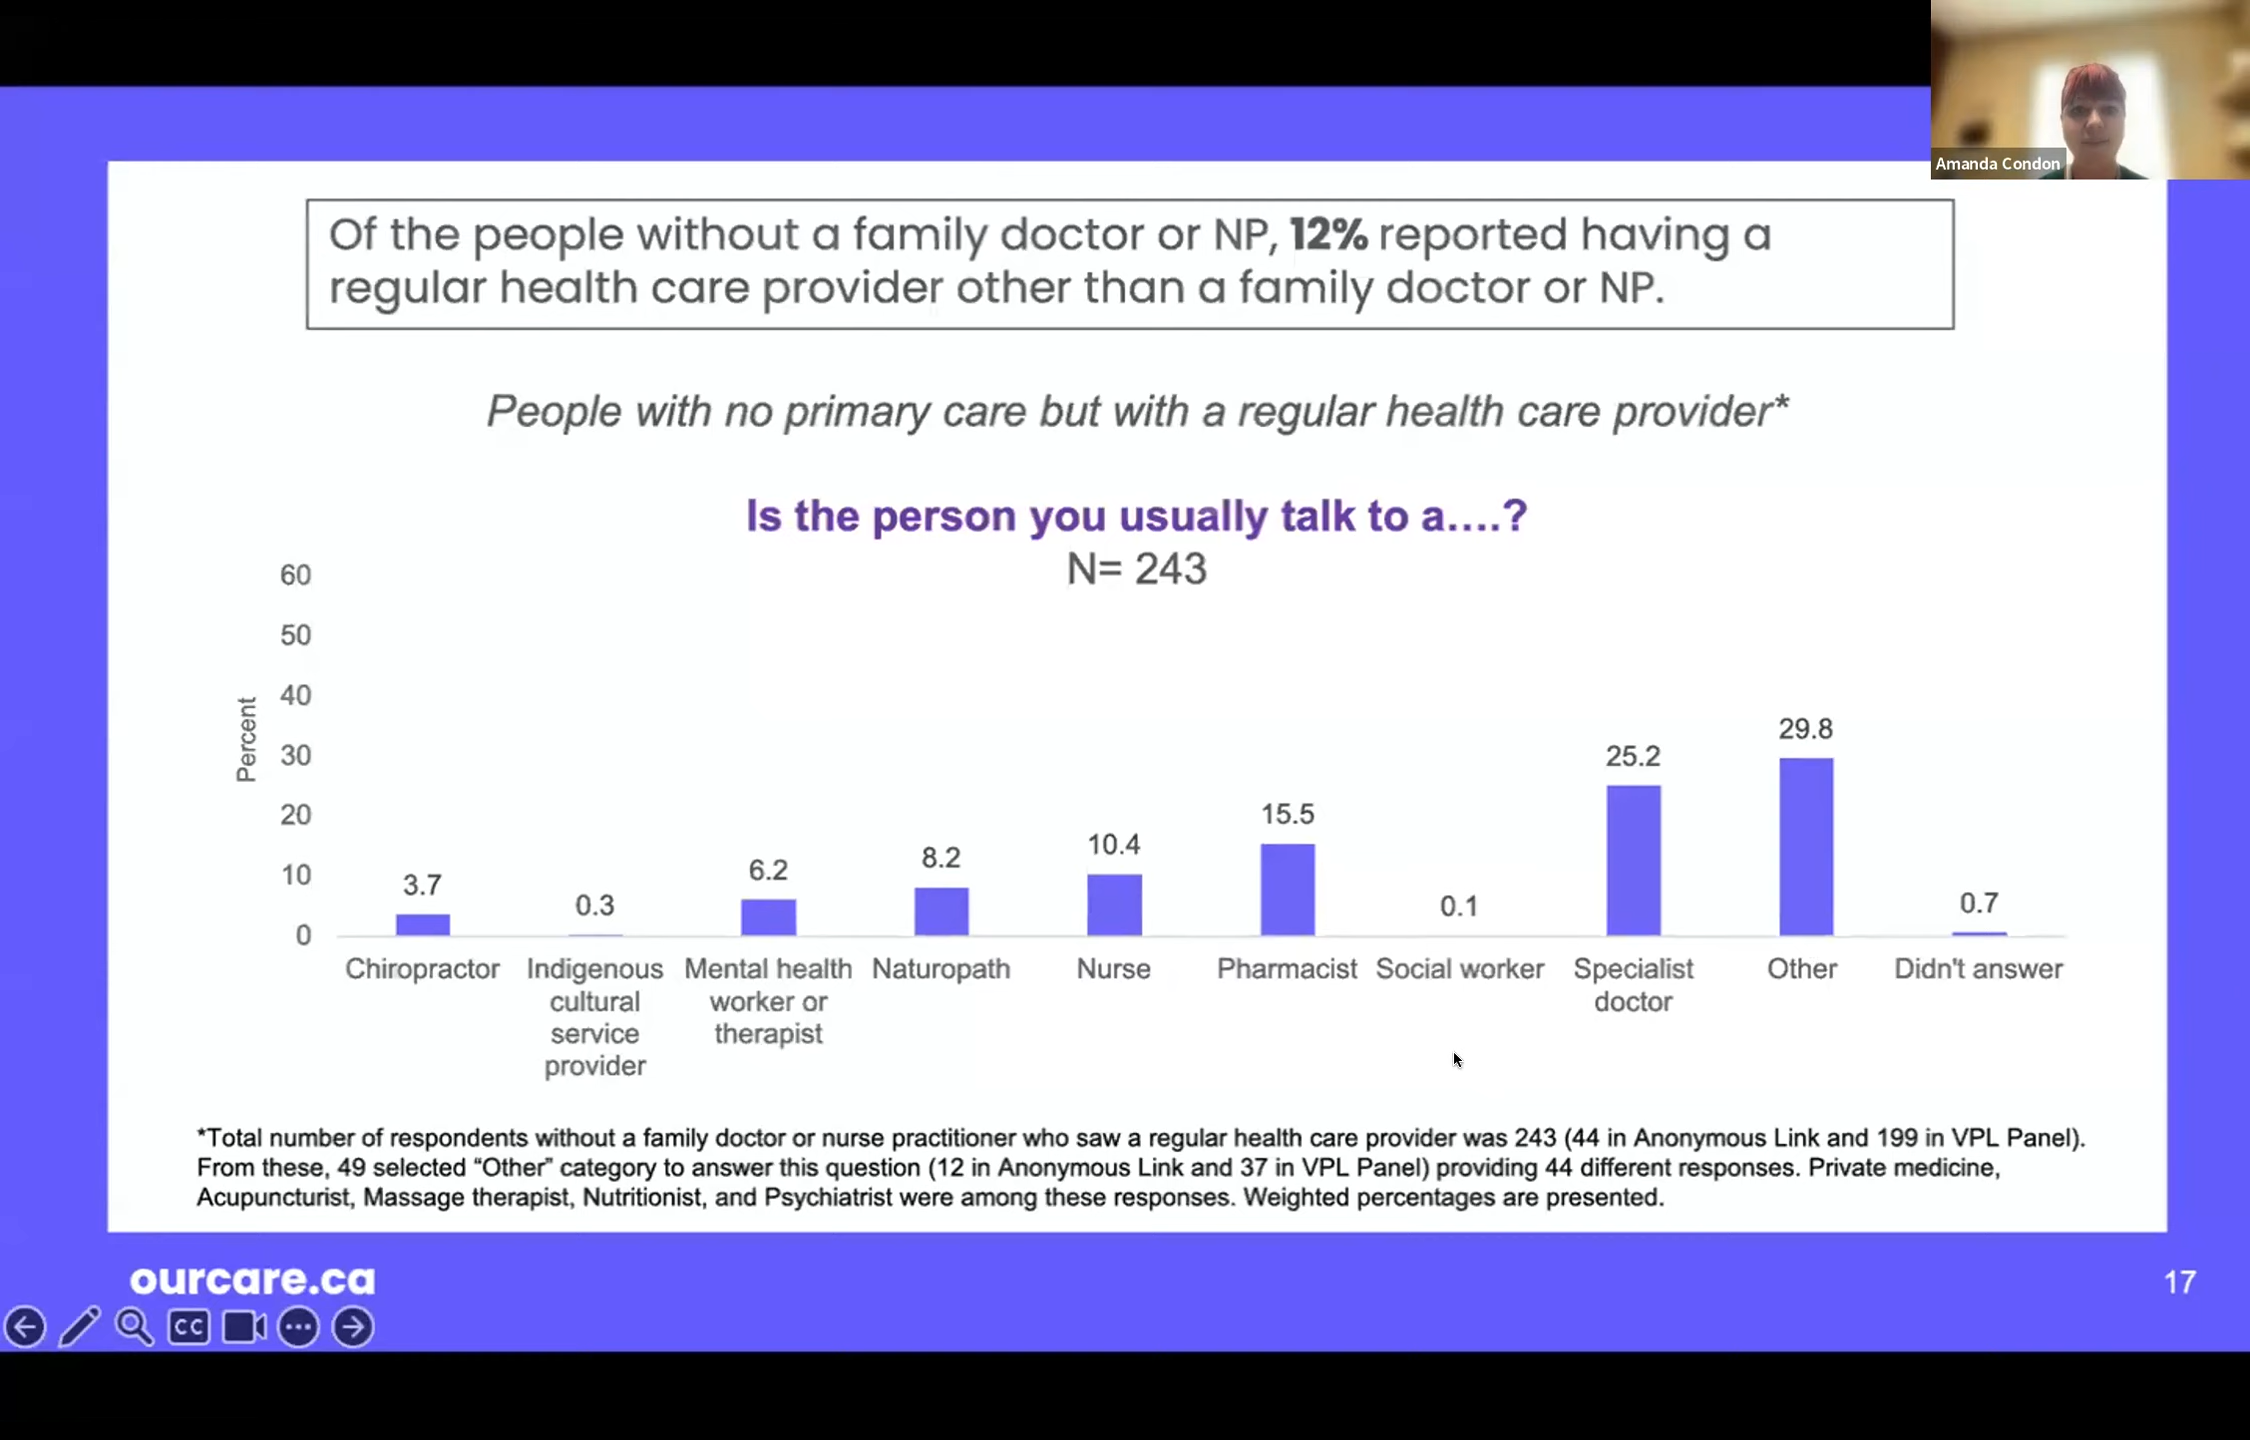 Amanda Condon
Of the people without a family doctor or NP, 12% reported having a
regular health care provider other than a family doctor or NP.
People with no primary care but with a regular health care provider*
Is the person you usually talk to a....?
N= 243
Percent
60
50
40
30
20
10
0
3.7
0.3
6.2
8.2
10.4
15.5
0.1
25.2
29.8
0.7
Chiropractor
Indigenous
cultural
service
provider
Mental health
worker or
therapist
Naturopath
Nurse
Pharmacist
Social worker
Specialist
doctor
Other
Didn't answer
*Total number of respondents without a family doctor or nurse practitioner who saw a regular health care provider was 243 (44 in Anonymous Link and 199 in VPL Panel).
From these, 49 selected “Other” category to answer this question (12 in Anonymous Link and 37 in VPL Panel) providing 44 different responses. Private medicine,
Acupuncturist, Massage therapist, Nutritionist, and Psychiatrist were among these responses. Weighted percentages are presented.
ourcare.ca
17
CC